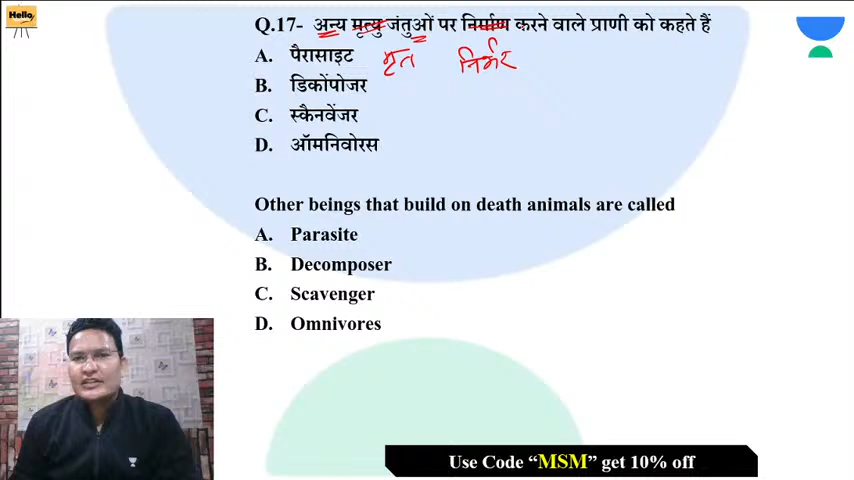 Hello
Q.17- अन्य मृत्यु जंतुओं पर निर्माण करने वाले प्राणी को कहते हैं
A. पैरासाइट मृत निर्भर
B. डिकोंपोजर
C. स्कैनवेंजर
D. ऑमनिवोरस
Other beings that build on death animals are called
A. Parasite
B. Decomposer
C. Scavenger
D. Omnivores
Use Code “MSM” get 10% off